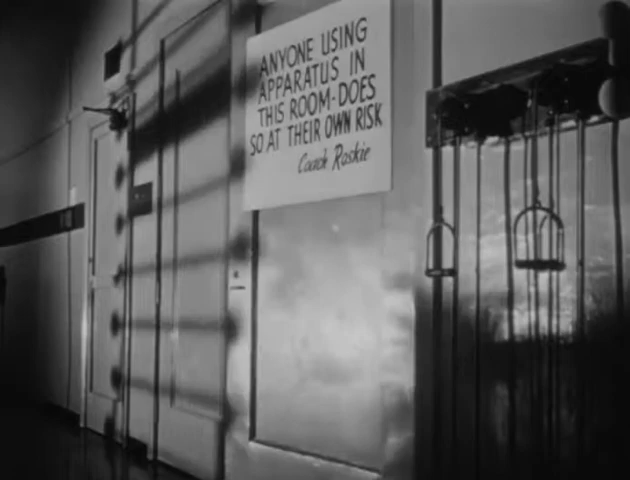 ANYONE USING
APPARATUS IN
THIS ROOM-DOES
SO AT THEIR OWN RISK
Coach Roskie